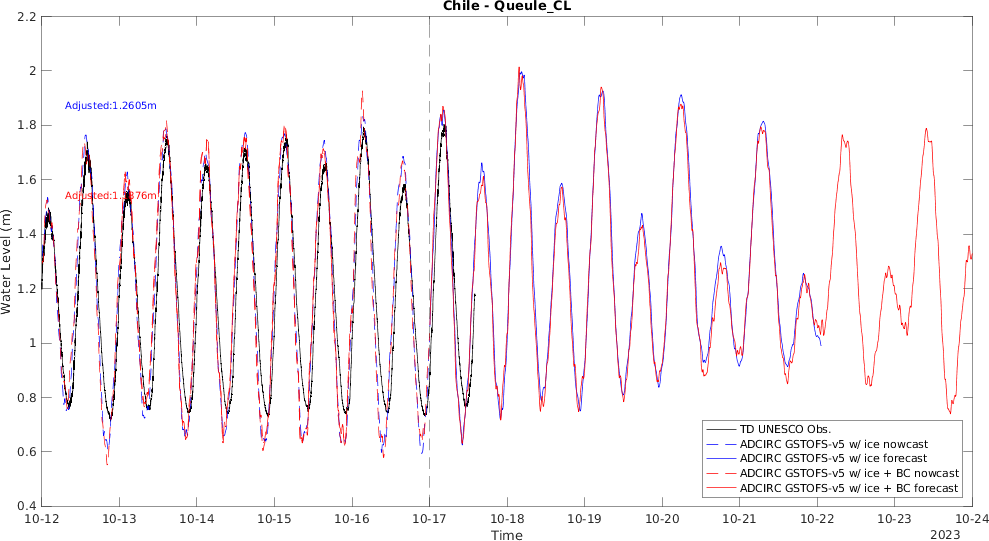 Chile - Queule_CL
2.2
2
1.8
1.6
1.4
1.2
1
0.8
0.6
0.4
Water Level (m)
Adjusted:1.2605m
TD UNESCO Obs.
ADCIRC GSTOFS-v5 w/ ice nowcast
ADCIRC GSTOFS-v5 w/ ice forecast
ADCIRC GSTOFS-v5 w/ ice + BC nowcast
ADCIRC GSTOFS-v5 w/ ice + BC forecast
10-12 10-13 10-14 10-15 10-16 10-17 10-18 10-19 10-20 10-21 10-22 10-23 10-24
Time
2023